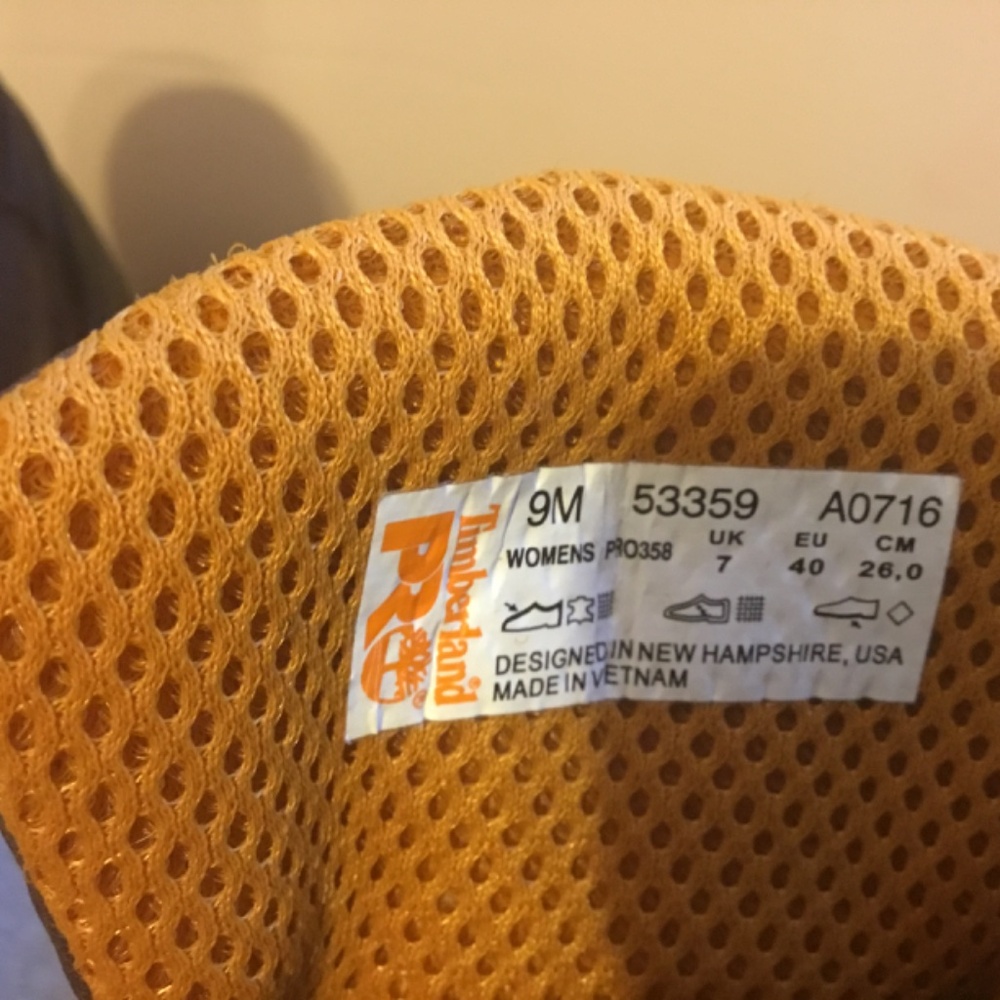 Timberland
PRO®
9M 53359 A0716
WOMENS PRO358 UK EU CM
7 40 26,0
DESIGNED IN NEW HAMPSHIRE, USA
MADE IN VIETNAM